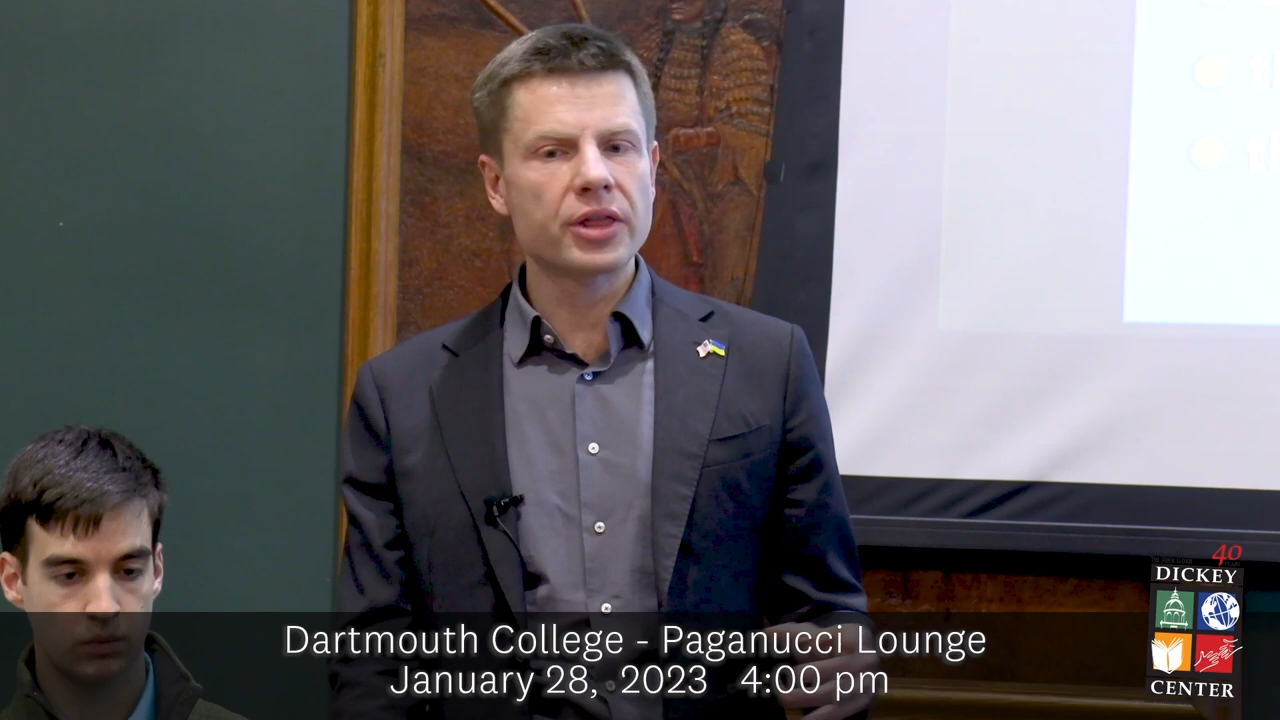 40
DICKEY
CENTER
Dartmouth College - Paganucci Lounge
January 28, 2023 4:00 pm